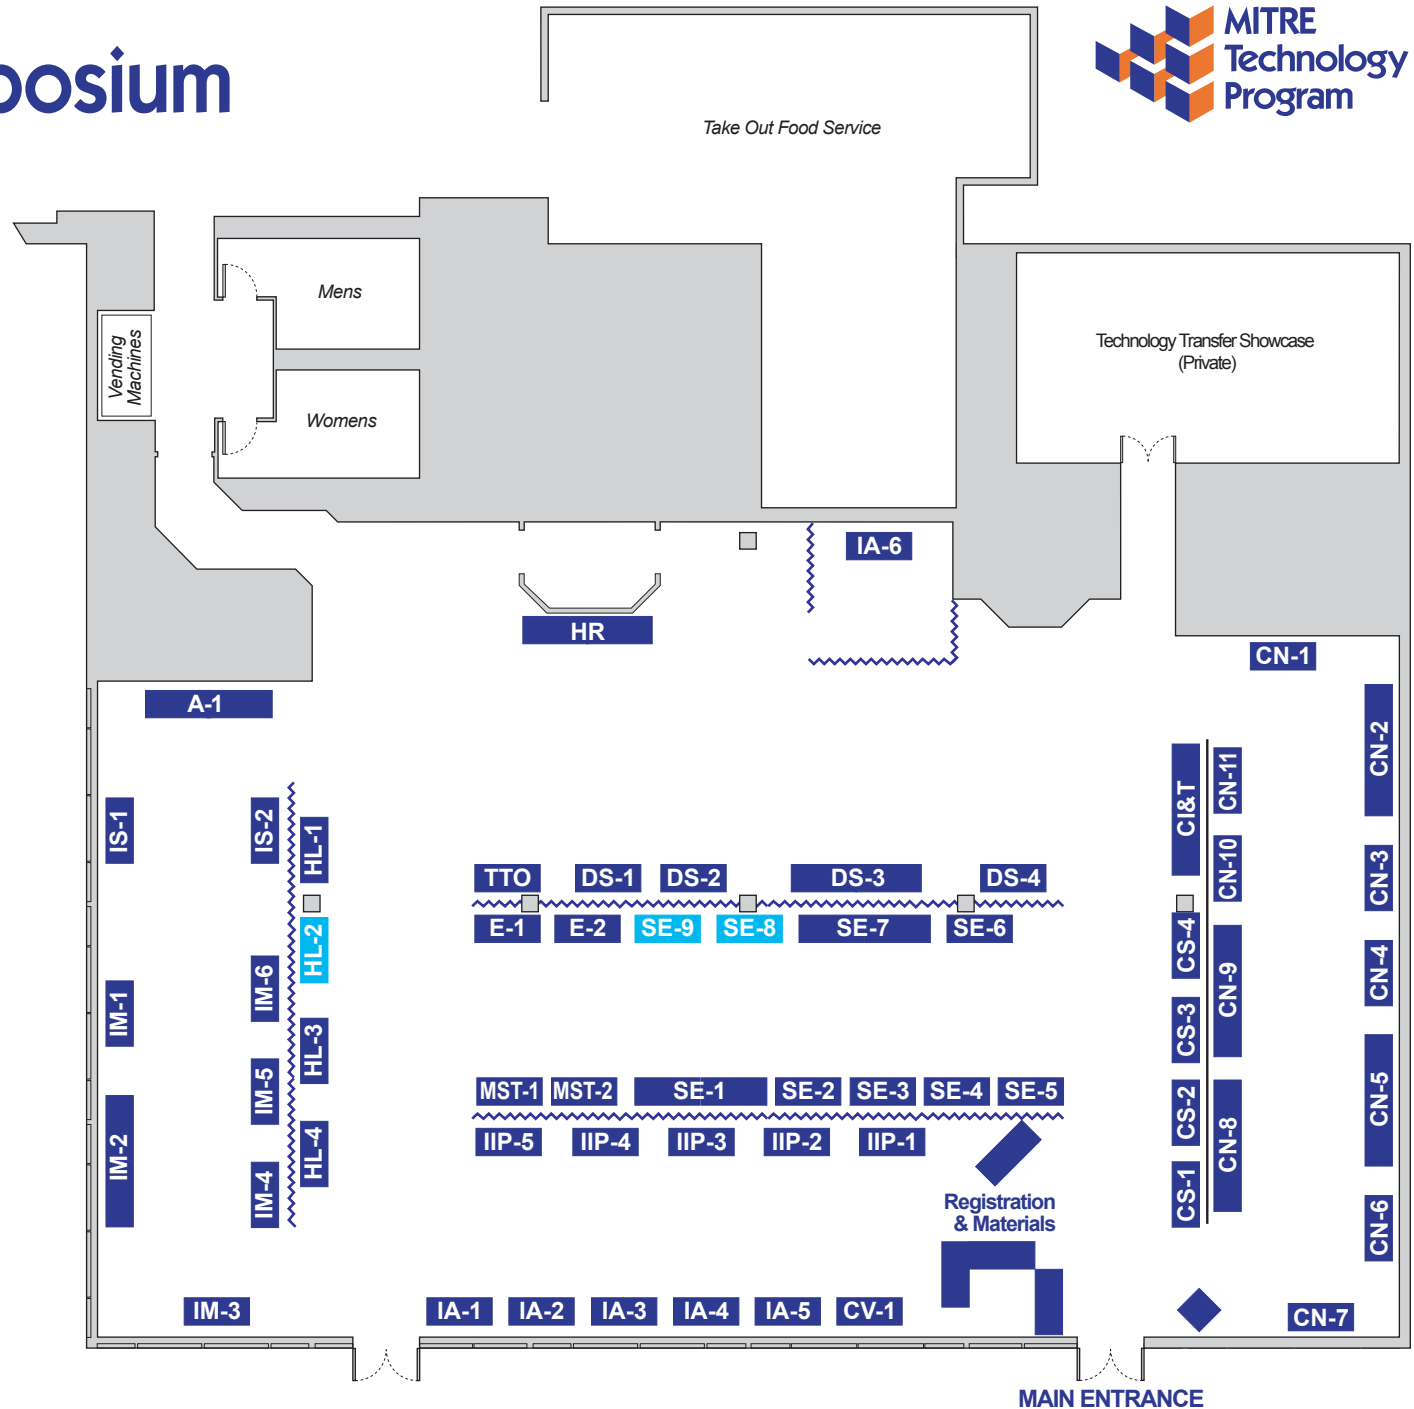 posium
MITRE
Technology
Program
Take Out Food Service
Mens
Vending
Machines
Womens
Technology Transfer Showcase
(Private)
IA-6
HR
CN-1
A-1
CN-2
IS-1
IS-2
HL-1
CI&T
CN-11
CN-10
CN-3
TTO
DS-1
DS-2
DS-3
DS-4
E-1
E-2
SE-9
SE-8
SE-7
SE-6
HL-2
CS-4
CN-9
CN-4
IM-6
IM-1
HL-3
CS-3
IM-5
MST-1
MST-2
SE-1
SE-2
SE-3
SE-4
SE-5
CS-2
CN-8
CN-5
IIP-5
IIP-4
IIP-3
IIP-2
IIP-1
IM-2
HL-4
IM-4
CS-1
Registration
& Materials
CN-6
IM-3
IA-1
IA-2
IA-3
IA-4
IA-5
CV-1
CN-7
MAIN ENTRANCE